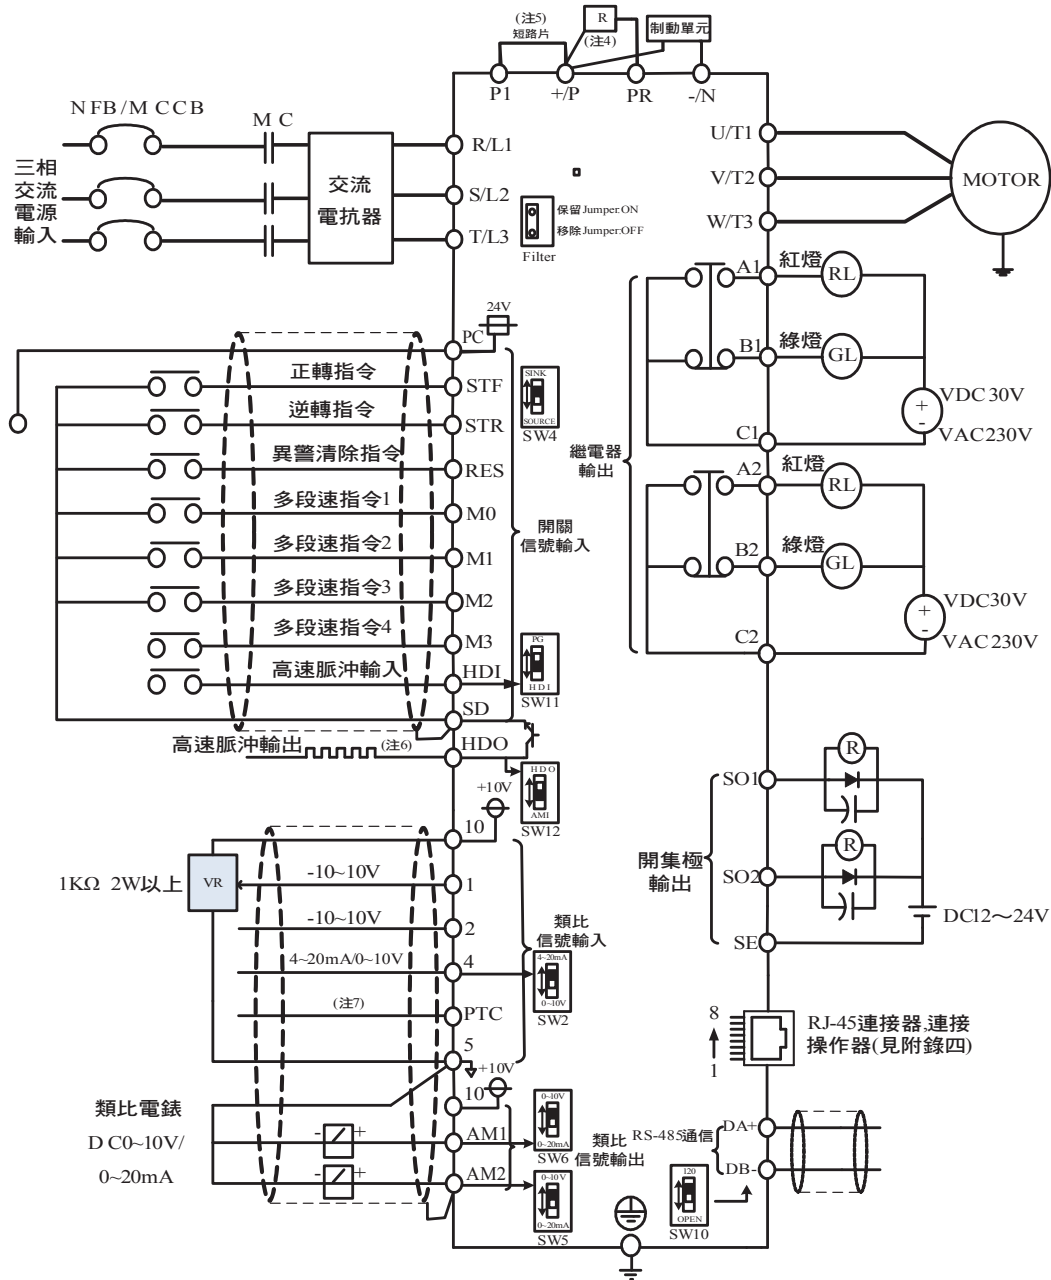 (注5)
短路片
R
(注4)
制動單元
P1
+/P
PR
-/N
NFB/MCCB
MC
R/L1
S/L2
T/L3
三相
交流
電源
輸入
交流
電抗器
保留Jumper:ON
移除Jumper:OFF
Filter
U/T1
V/T2
W/T3
MOTOR
24V
PC
正轉指令
STF
逆轉指令
STR
異警清除指令
RES
多段速指令1
M0
多段速指令2
M1
多段速指令3
M2
多段速指令4
M3
高速脈沖輸入
HDI
SD
高速脈沖輸出
(注6)
HDO
SINK
SOURCE
SW4
開關
信號輸入
PG
HDI
SW11
HDO
AMI
SW12
A1
紅燈
RL
B1
綠燈
GL
C1
VDC30V
+
-
VAC230V
繼電器
輸出
A2
紅燈
RL
B2
綠燈
GL
C2
VDC30V
+
-
VAC230V
+10V
10
1KΩ 2W以上
VR
-10~10V
1
-10~10V
2
4~20mA/0~10V
4
(注7)
PTC
5
+10V
類比
信號輸入
4~20mA
0~10V
SW2
R
SO1
R
SO2
SE
開集極
輸出
DC12～24V
8
1
RJ-45連接器,連接
操作器(見附錄四)
10
類比電錶
DC0~10V/
0~20mA
- +
AM1
- +
AM2
0~10V
0~20mA
SW6
0~10V
0~20mA
SW5
類比
信號輸出
RS-485通信
DA+
DB-
120
OPEN
SW10